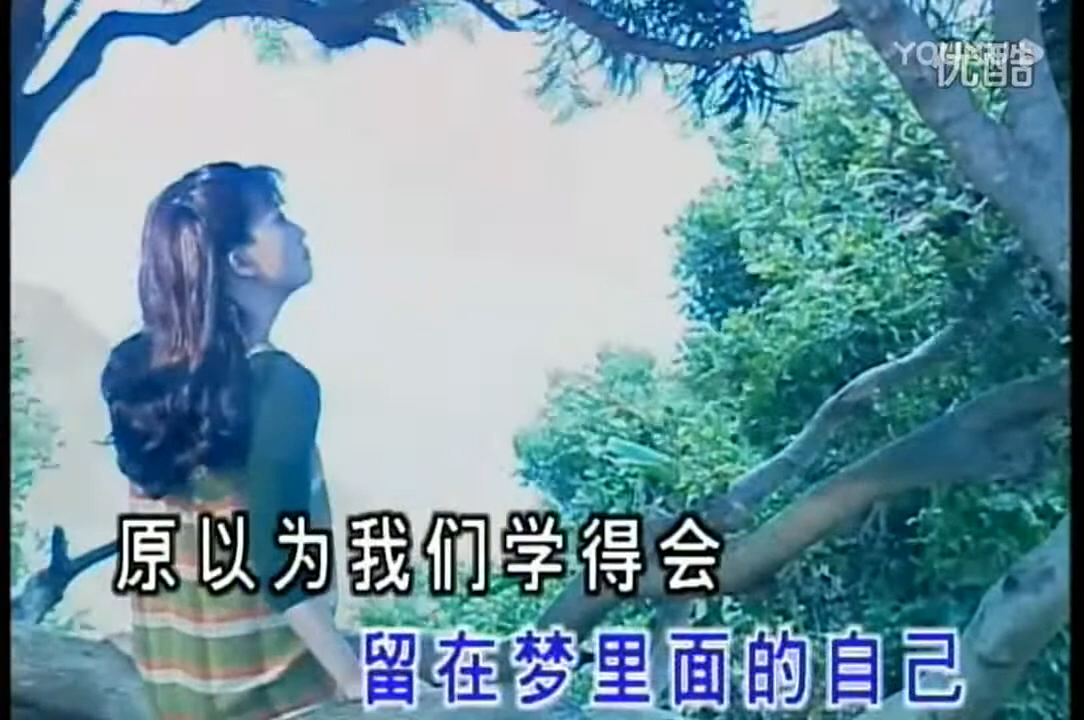 优酷
原以为我们学得会
留在梦里面的自己